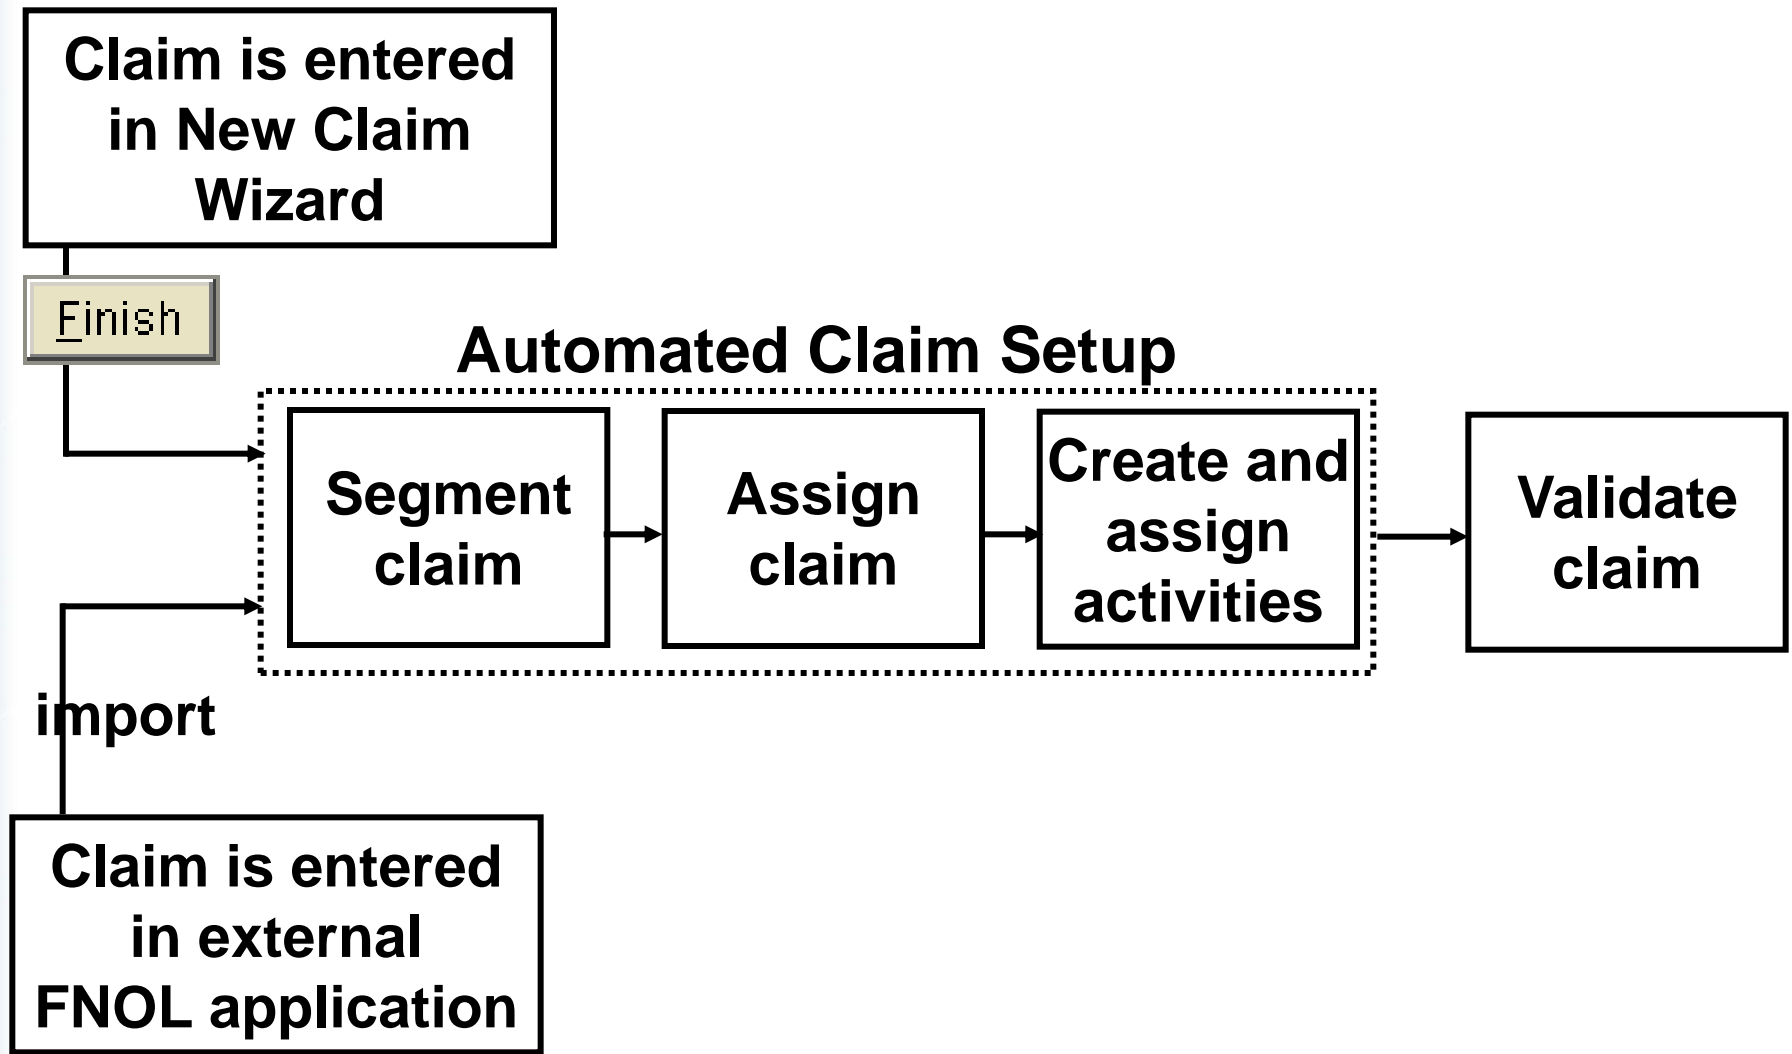 Claim is entered
in New Claim
Wizard
Finish
Automated Claim Setup
Segment
claim
Assign
claim
Create and
assign
activities
Validate
claim
import
Claim is entered
in external
FNOL application